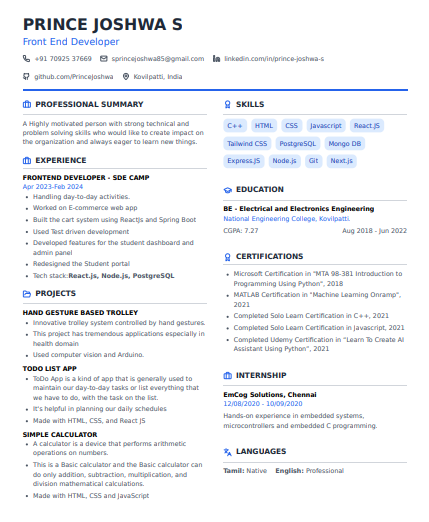 PRINCE JOSHWA S
Front End Developer
+91 70925 37669 sprincejoshwa85@gmail.com linkedin.com/in/prince-joshwa-s
github.com/PrinceJoshwa Kovilpatti, India
PROFESSIONAL SUMMARY
A Highly motivated person with strong technical and
problem solving skills who would like to create impact on
the organization and always eager to learn new things.
EXPERIENCE
FRONTEND DEVELOPER - SDE CAMP
Apr 2023-Feb 2024
• Handling day-to-day activities.
• Worked on E-commerce web app
• Built the cart system using ReactJs and Spring Boot
• Used Test driven development
• Developed features for the student dashboard and
admin panel
• Redesigned the Student portal
• Tech stack:React.js, Node.js, PostgreSQL
PROJECTS
HAND GESTURE BASED TROLLEY
• Innovative trolley system controlled by hand gestures.
• This project has tremendous applications especially in
health domain
• Used computer vision and Arduino.
TODO LIST APP
• ToDo App is a kind of app that is generally used to
maintain our day-to-day tasks or list everything that
we have to do, with the task on the list.
• It's helpful in planning our daily schedules
• Made with HTML, CSS, and React JS
SIMPLE CALCULATOR
• A calculator is a device that performs arithmetic
operations on numbers.
• This is a Basic calculator and the Basic calculator can
do only addition, subtraction, multiplication, and
division mathematical calculations.
• Made with HTML, CSS and JavaScript
SKILLS
C++ HTML CSS Javascript React.JS
Tailwind CSS PostgreSQL Mongo DB
Express.JS Node.js Git Next.js
EDUCATION
BE - Electrical and Electronics Engineering
National Engineering College, Kovilpatti.
CGPA: 7.27 Aug 2018 - Jun 2022
CERTIFICATIONS
• Microsoft Certification in "MTA 98-381 Introduction to
Programming Using Python", 2018
• MATLAB Certification in "Machine Learning Onramp",
2021
• Completed Solo Learn Certification in C++, 2021
• Completed Solo Learn Certification in Javascript, 2021
• Completed Udemy Certification in "Learn To Create AI
Assistant Using Python", 2021
INTERNSHIP
EmCog Solutions, Chennai
12/08/2020 - 10/09/2020
Hands-on experience in embedded systems,
microcontrollers and embedded C programming.
LANGUAGES
Tamil: Native English: Professional